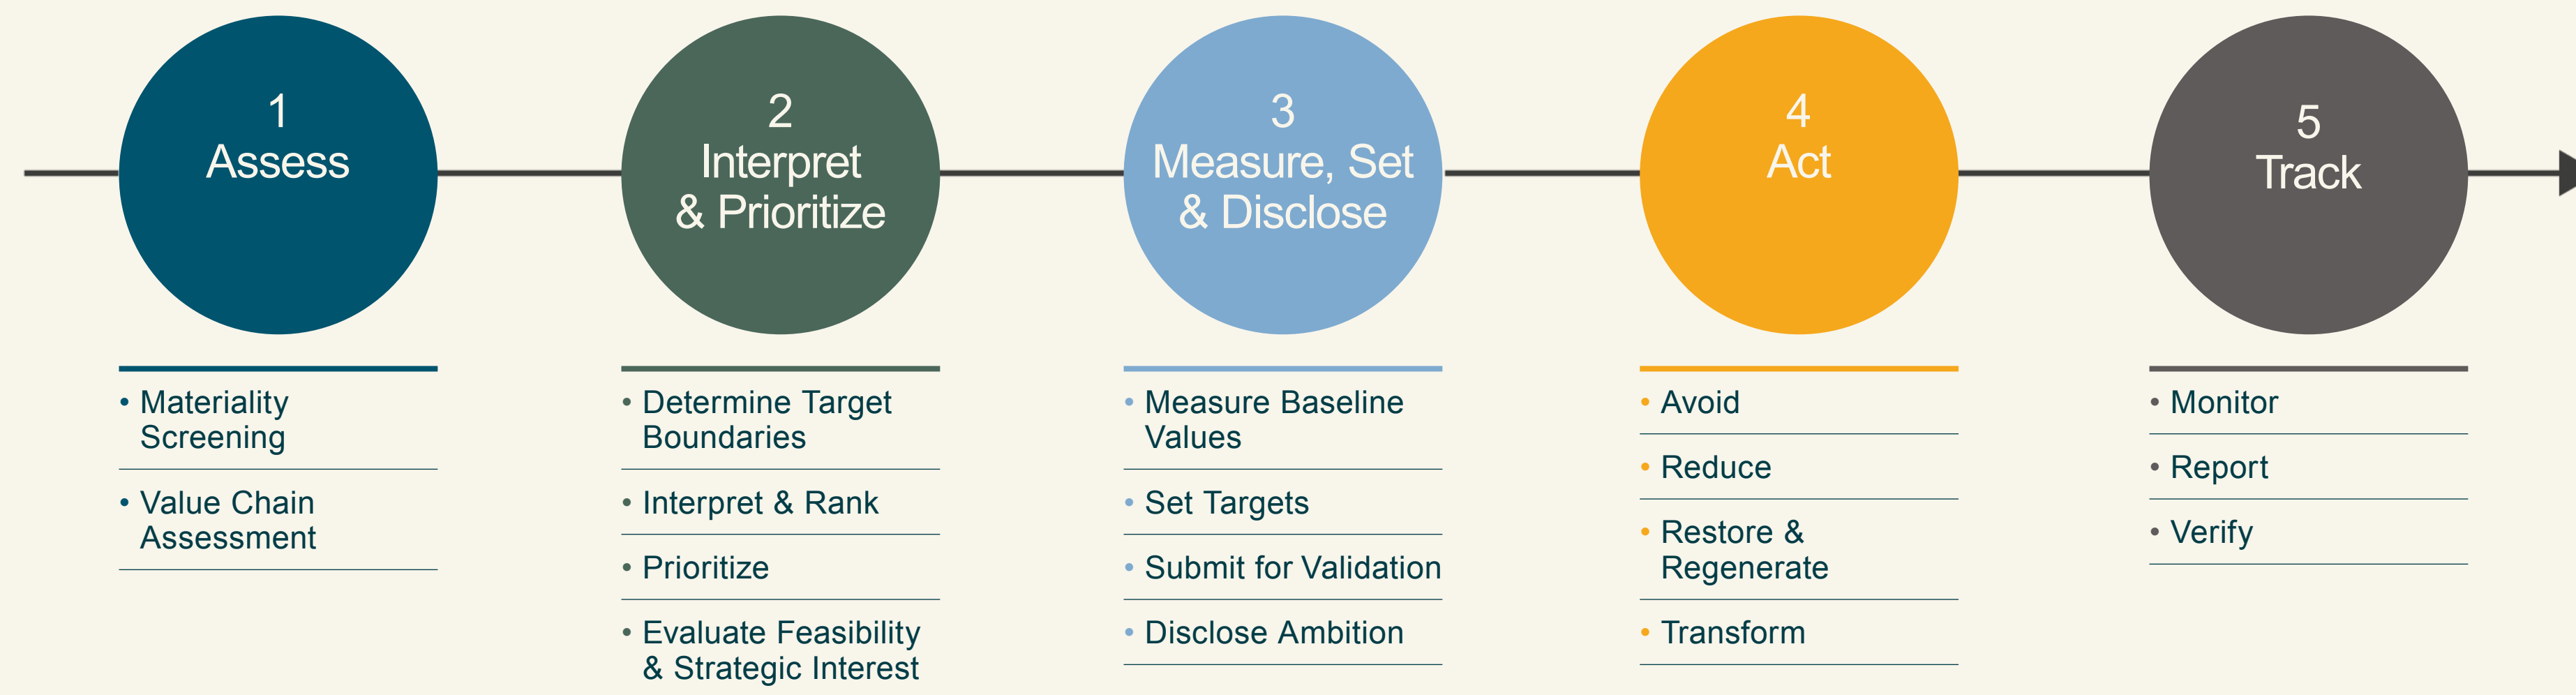 1
Assess
• Materiality
Screening
• Value Chain
Assessment
2
Interpret
& Prioritize
• Determine Target
Boundaries
• Interpret & Rank
• Prioritize
• Evaluate Feasibility
& Strategic Interest
3
Measure, Set
& Disclose
• Measure Baseline
Values
• Set Targets
• Submit for Validation
• Disclose Ambition
4
Act
• Avoid
• Reduce
• Restore &
Regenerate
• Transform
5
Track
• Monitor
• Report
• Verify